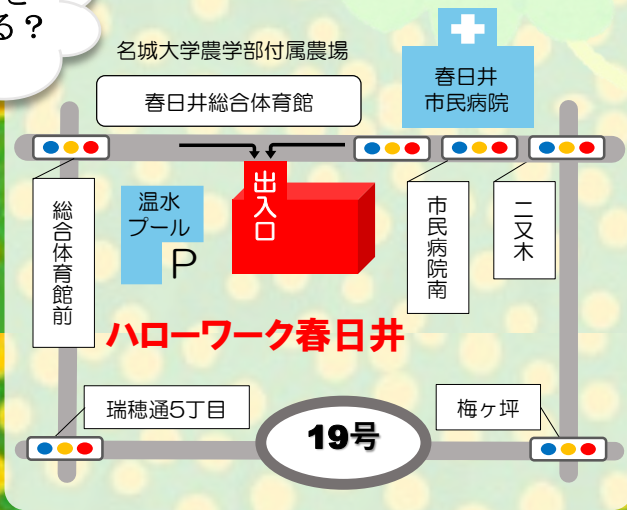 を
る？
名城大学農学部付属農場
春日井総合体育館
春日井
市民病院
総合体育館前
温水
プール
P
出入口
市民病院南
二又木
ハローワーク春日井
瑞穂通5丁目
19号
梅ヶ坪